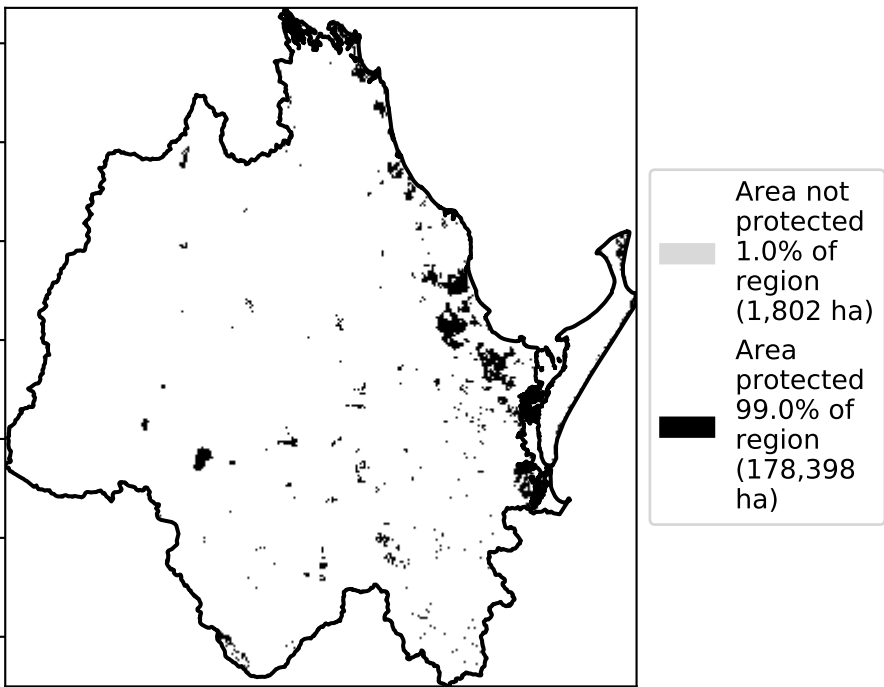 Area not
protected
1.0% of
region
(1,802 ha)
Area
protected
99.0% of
region
(178,398
ha)